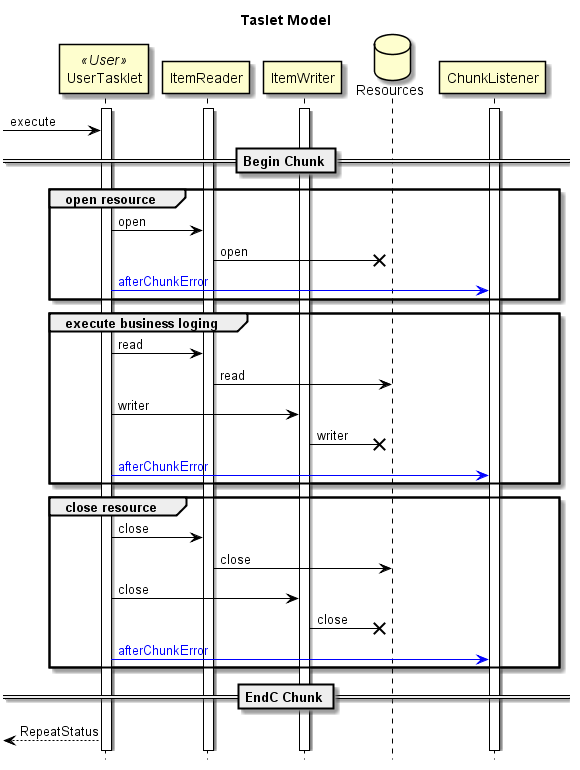 Taslet Model
«User»
UserTasklet
ItemReader
ItemWriter
Resources
ChunkListener
execute
Begin Chunk
open resource
open
open
afterChunkError
execute business loging
read
read
writer
writer
afterChunkError
close resource
close
close
close
close
afterChunkError
EndC Chunk
RepeatStatus